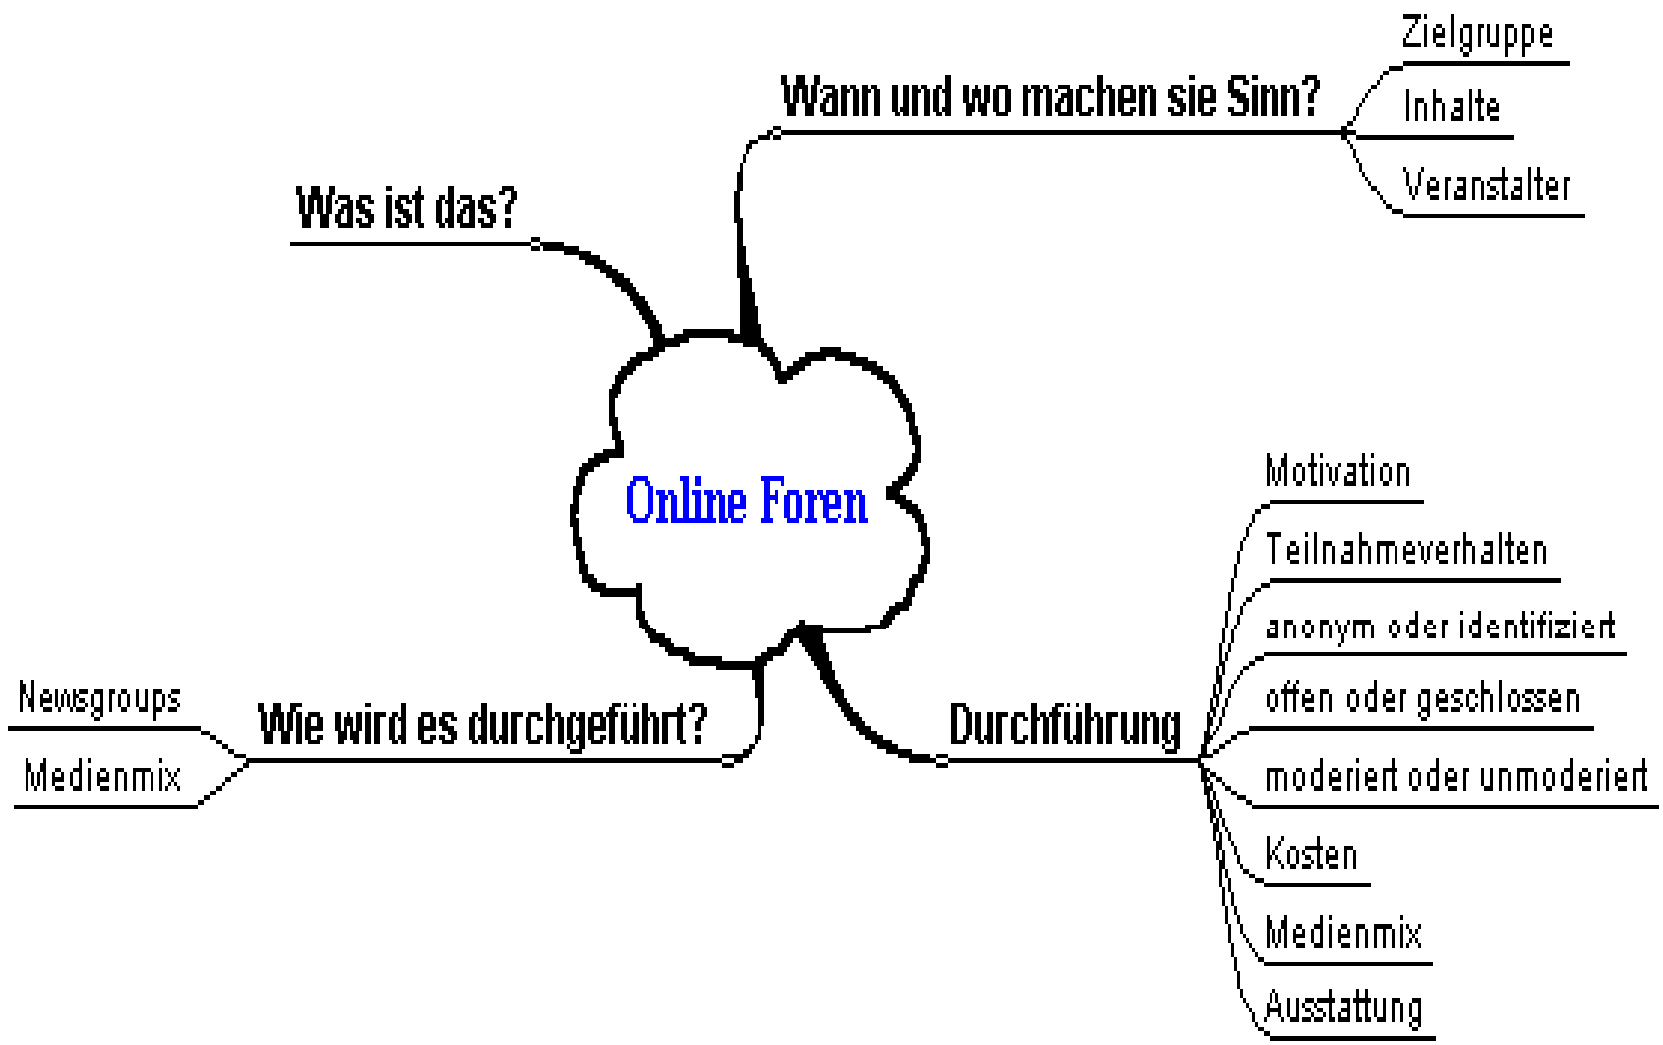 Zielgruppe
Wann und wo machen sie Sinn?
Inhalte
Veranstalter
Was ist das?
Online Foren
Motivation
Teilnahmeverhalten
anonym oder identifiziert
offen oder geschlossen
Newsgroups
Wie wird es durchgeführt?
Durchführung
Medienmix
moderiert oder unmoderiert
Kosten
Medienmix
Ausstattung